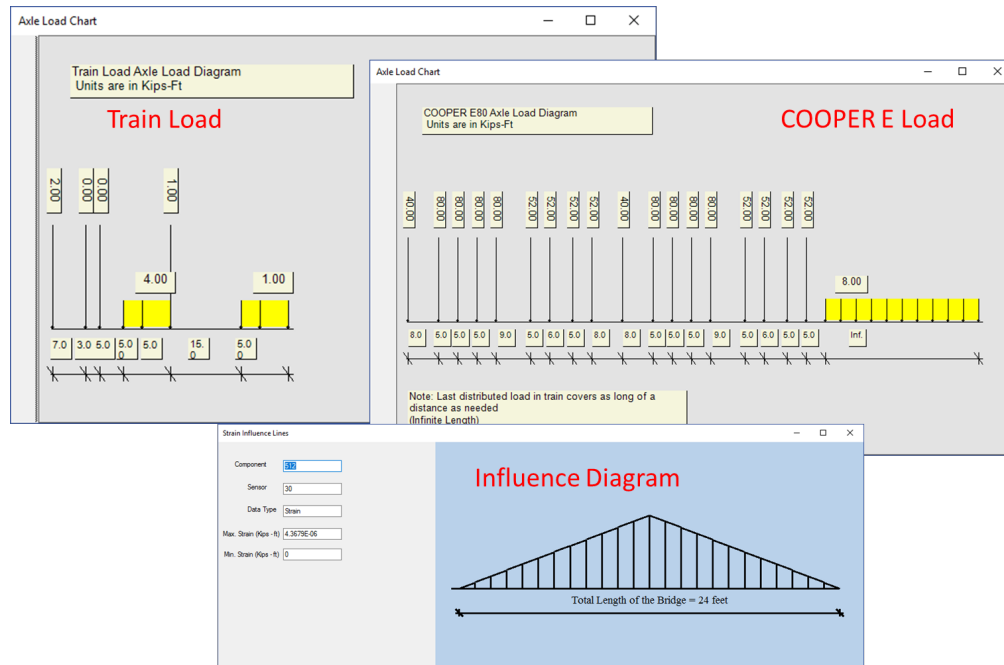 Axle Load Chart
Train Load Axle Load Diagram
Units are in Kips-Ft
Train Load
2.00
0.00
0.00
1.00
4.00
1.00
7.0
3.0
5.0
5.0
0
5.0
15.
0
5.0
0
Axle Load Chart
COOPER E80 Axle Load Diagram
Units are in Kips-Ft
COOPER E Load
40.00
80.00
80.00
80.00
80.00
52.00
52.00
52.00
52.00
40.00
80.00
80.00
80.00
80.00
52.00
52.00
52.00
52.00
8.00
8.0
5.0
5.0
5.0
9.0
5.0
6.0
5.0
8.0
8.0
5.0
5.0
5.0
9.0
5.0
6.0
5.0
5.0
Inf.
Note: Last distributed load in train covers as long of a
distance as needed
(Infinite Length)
Strain Influence Lines
Component
512
Sensor
30
Data Type
Strain
Max. Strain (Kips - ft)
4.3679E-06
Min. Strain (Kips - ft)
0
Influence Diagram
Total Length of the Bridge = 24 feet